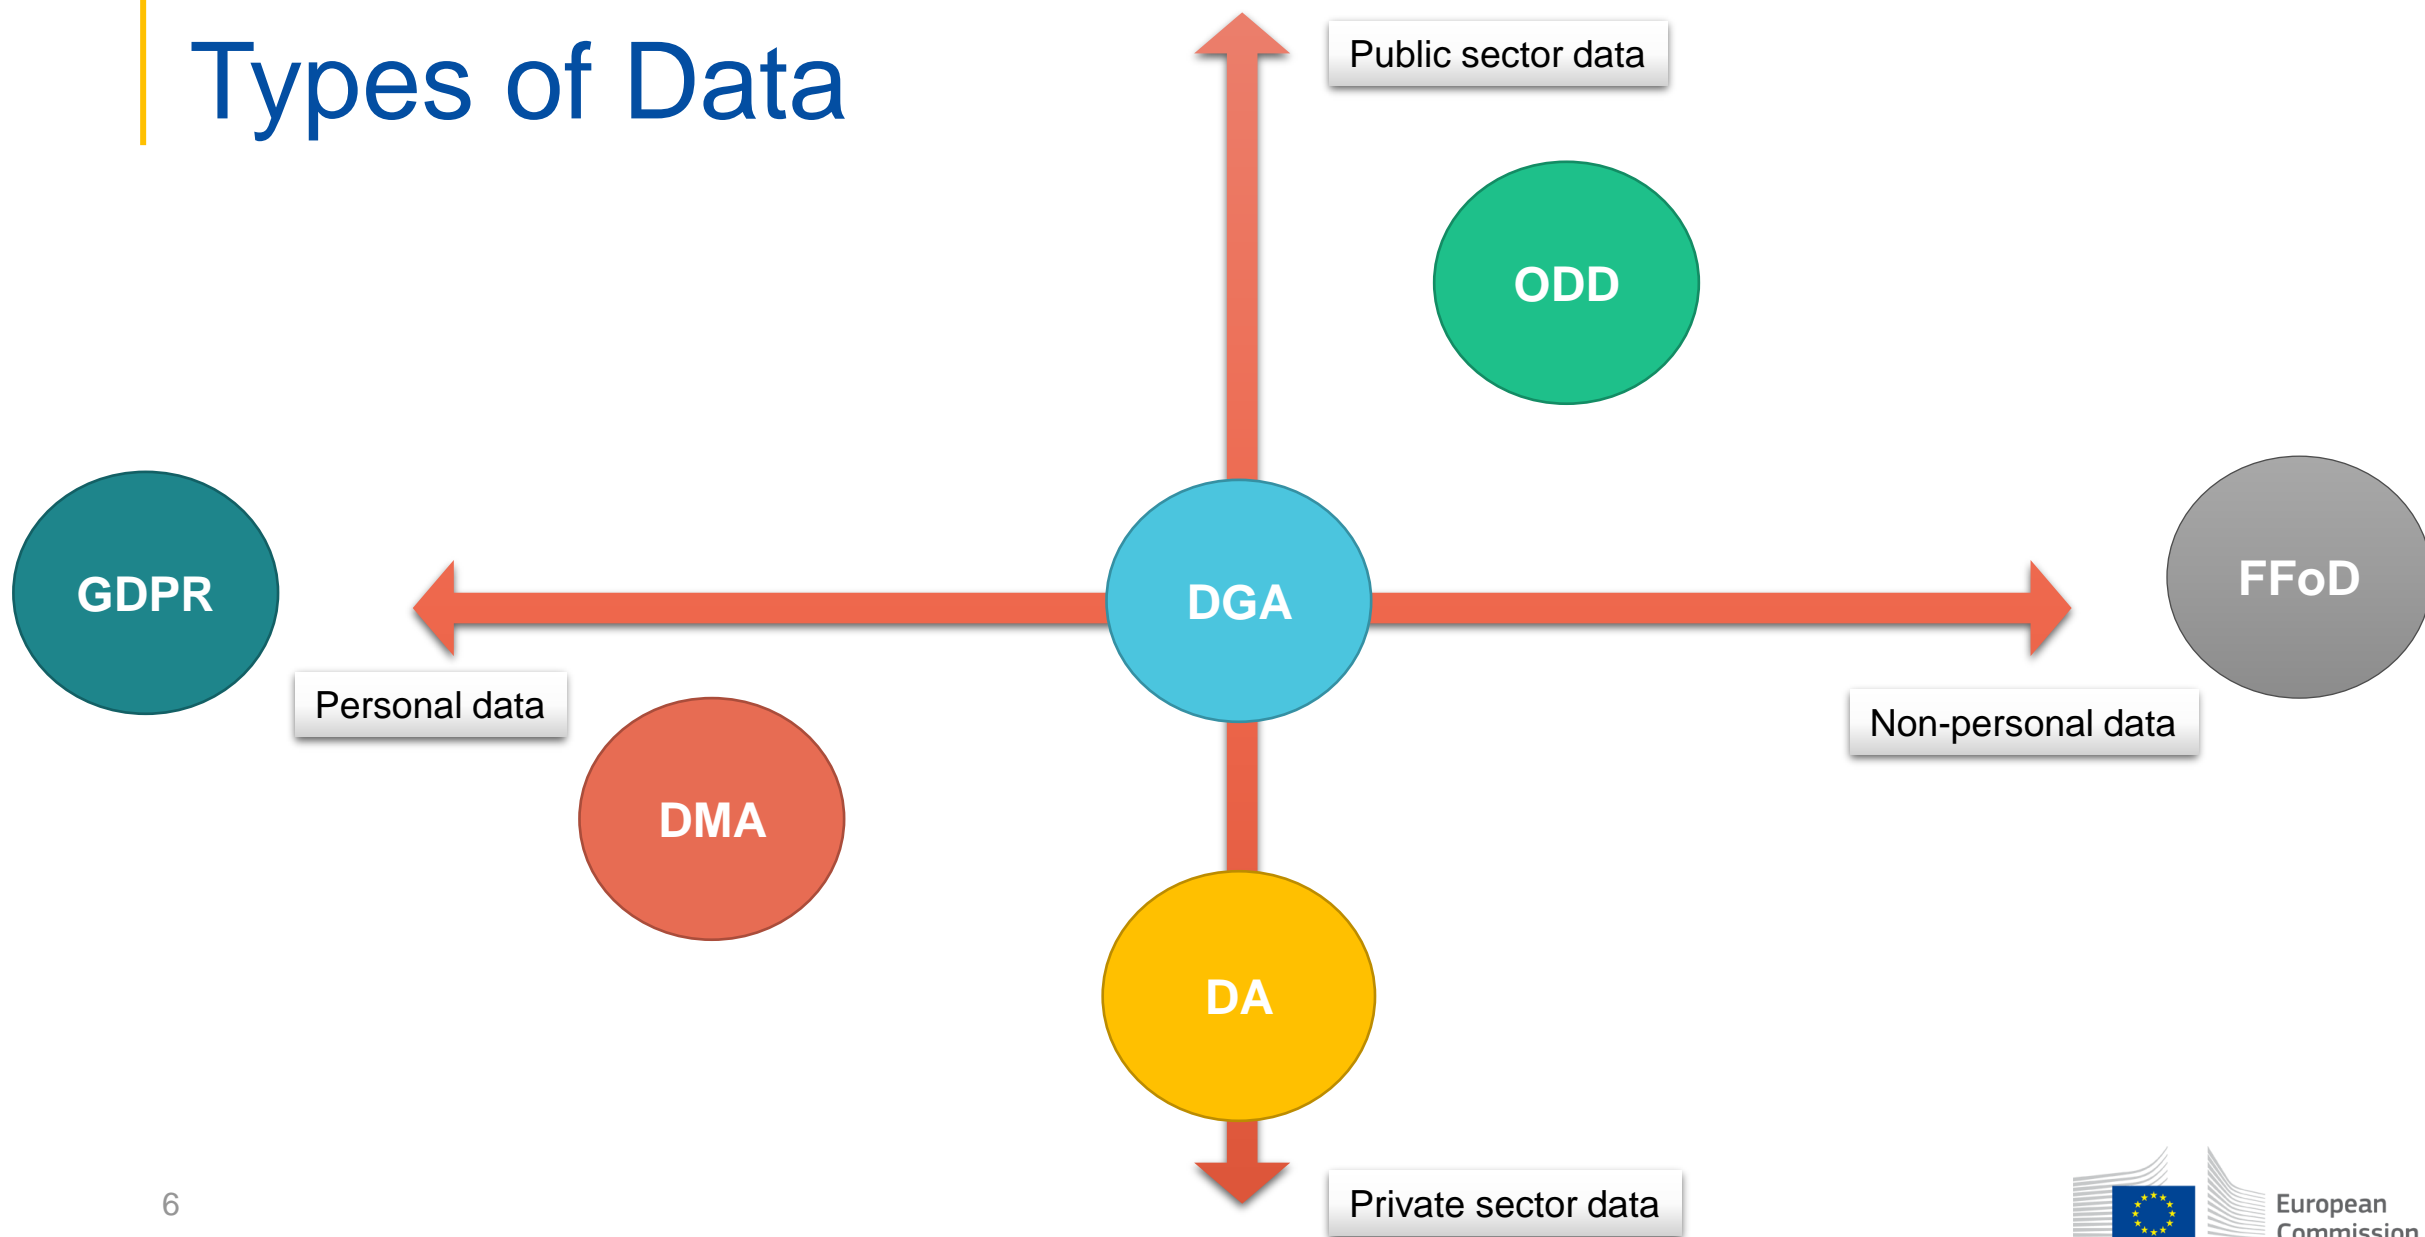 Types of Data
Public sector data
ODD
GDPR
DGA
FFoD
Personal data
Non-personal data
DMA
DA
Private sector data
6
European
Commission